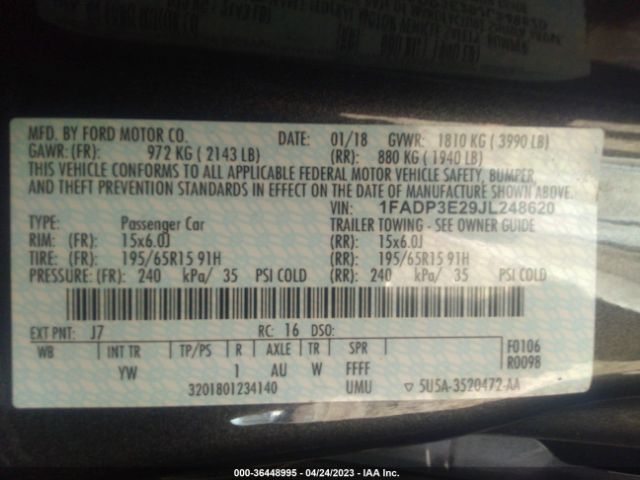 MFD. BY FORD MOTOR CO. DATE: 01/18 GVWR: 1810 KG ( 3990 LB)
GAWR: (FR): 972 KG ( 2143 LB) (RR): 880 KG ( 1940 LB)
THIS VEHICLE CONFORMS TO ALL APPLICABLE FEDERAL MOTOR VEHICLE SAFETY, BUMPER,
AND THEFT PREVENTION STANDARDS IN EFFECT ON THE DATE OF MANUFACTURE SHOWN ABOVE.
VIN: 1FADP3E29JL248620
TYPE: Passenger Car TRAILER TOWING - SEE OWNER GUIDE
RIM: (FR): 15x6.0J (RR): 15x6.0J
TIRE: (FR): 195/65R15 91H (RR): 195/65R15 91H
PRESSURE: (FR): 240 kPa/ 35 PSI COLD (RR): 240 kPa/ 35 PSI COLD
EXT PNT: J7 RC: 16 DSO:
WB INT TR TP/PS R AXLE TR SPR F0106
YW 1 AU W FFFF R0098
3201801234140 UMU 5U5A-3520472-AA
000-36448995 - 04/24/2023 - IAA Inc.